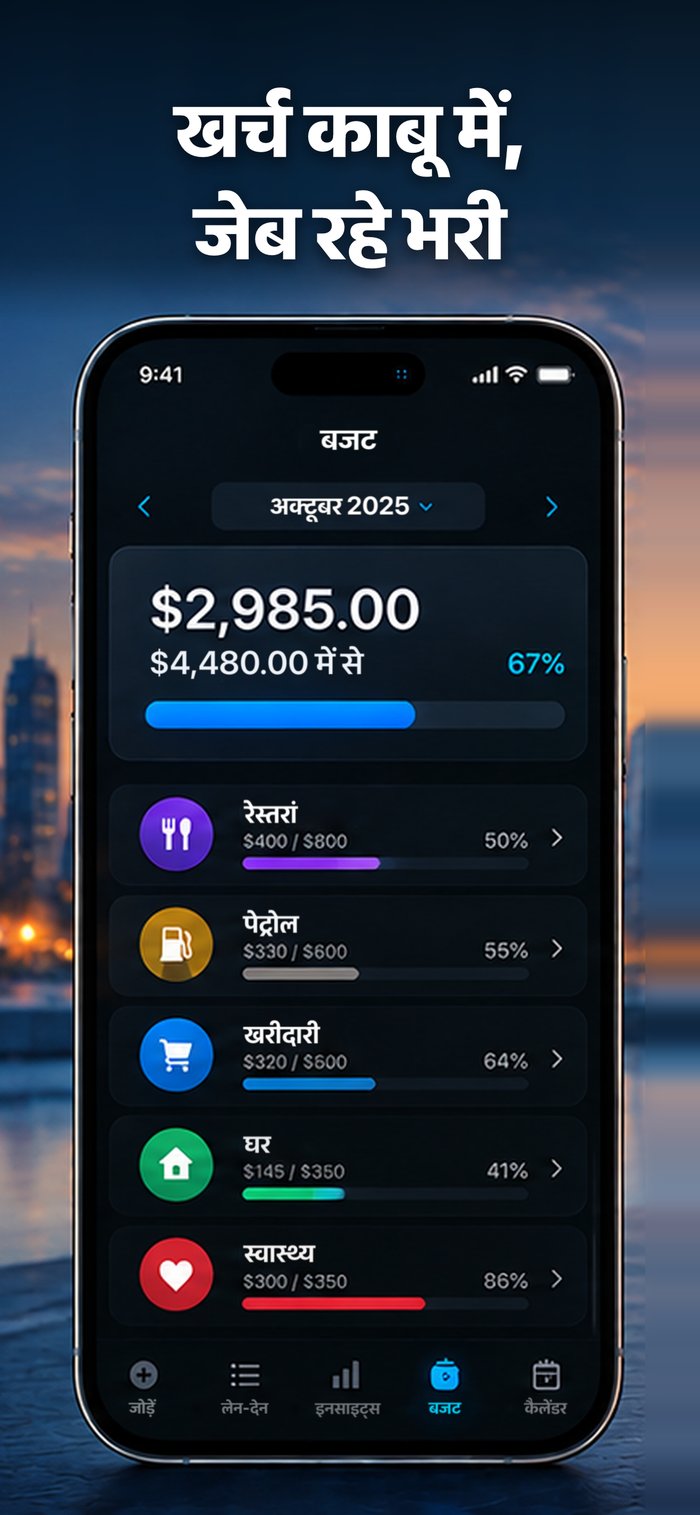 खर्च काबू में,
जेब रहे भरी
9:41
बजट
अक्टूबर 2025
$2,985.00
$4,480.00 में से
67%
रेस्तरां
$400 / $800
50%
पेट्रोल
$330 / $600
55%
खरीदारी
$320 / $500
64%
घर
$145 / $350
41%
स्वास्थ्य
$300 / $350
86%
जोड़ें
लेन-देन
इनसाइट्स
बजट
कैलेंडर